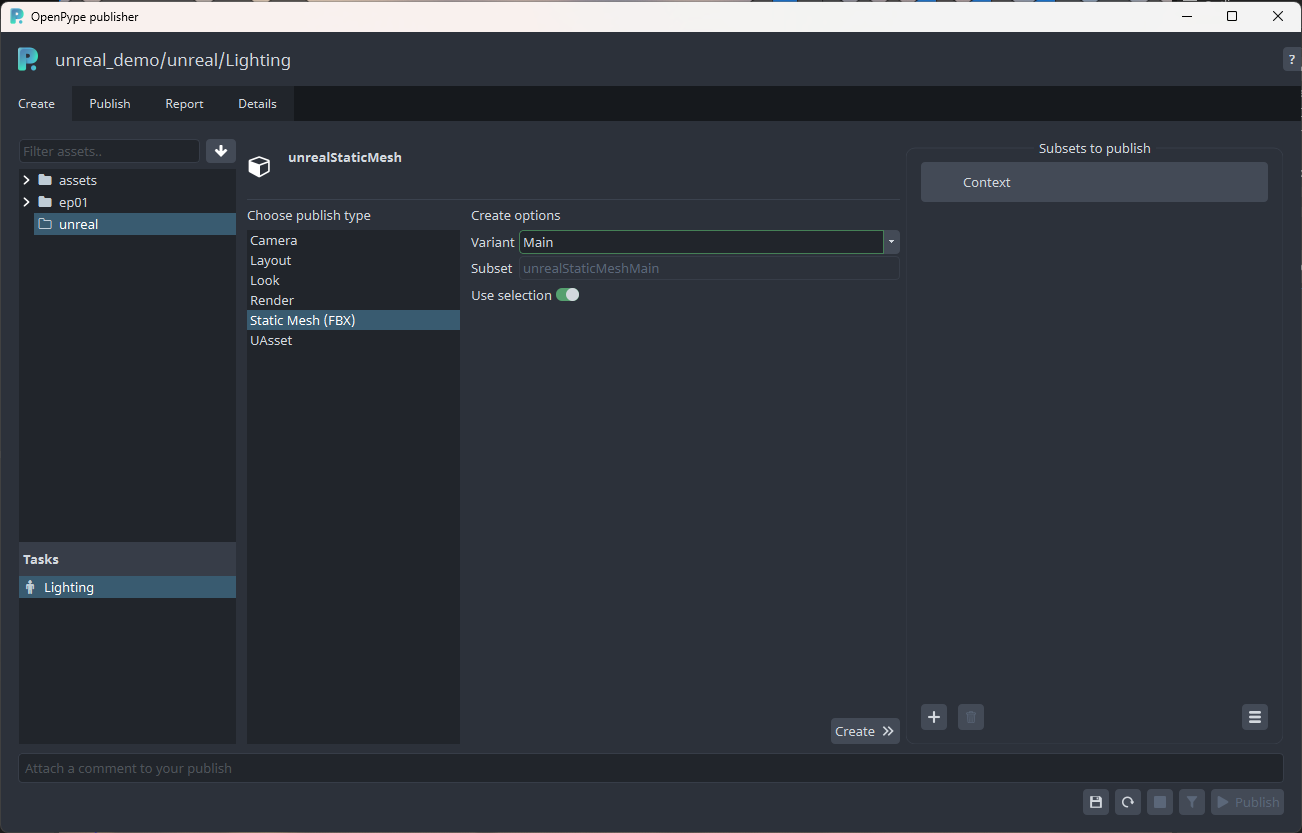 OpenPype publisher
unreal_demo/unreal/Lighting
?
Create
Publish
Report
Details
Filter assets..
assets
ep01
unreal
Tasks
Lighting
unrealStaticMesh
Choose publish type
Camera
Layout
Look
Render
Static Mesh (FBX)
UAsset
Create options
Variant Main
Subset unrealStaticMeshMain
Use selection
Create
Subsets to publish
Context
Attach a comment to your publish
Publish